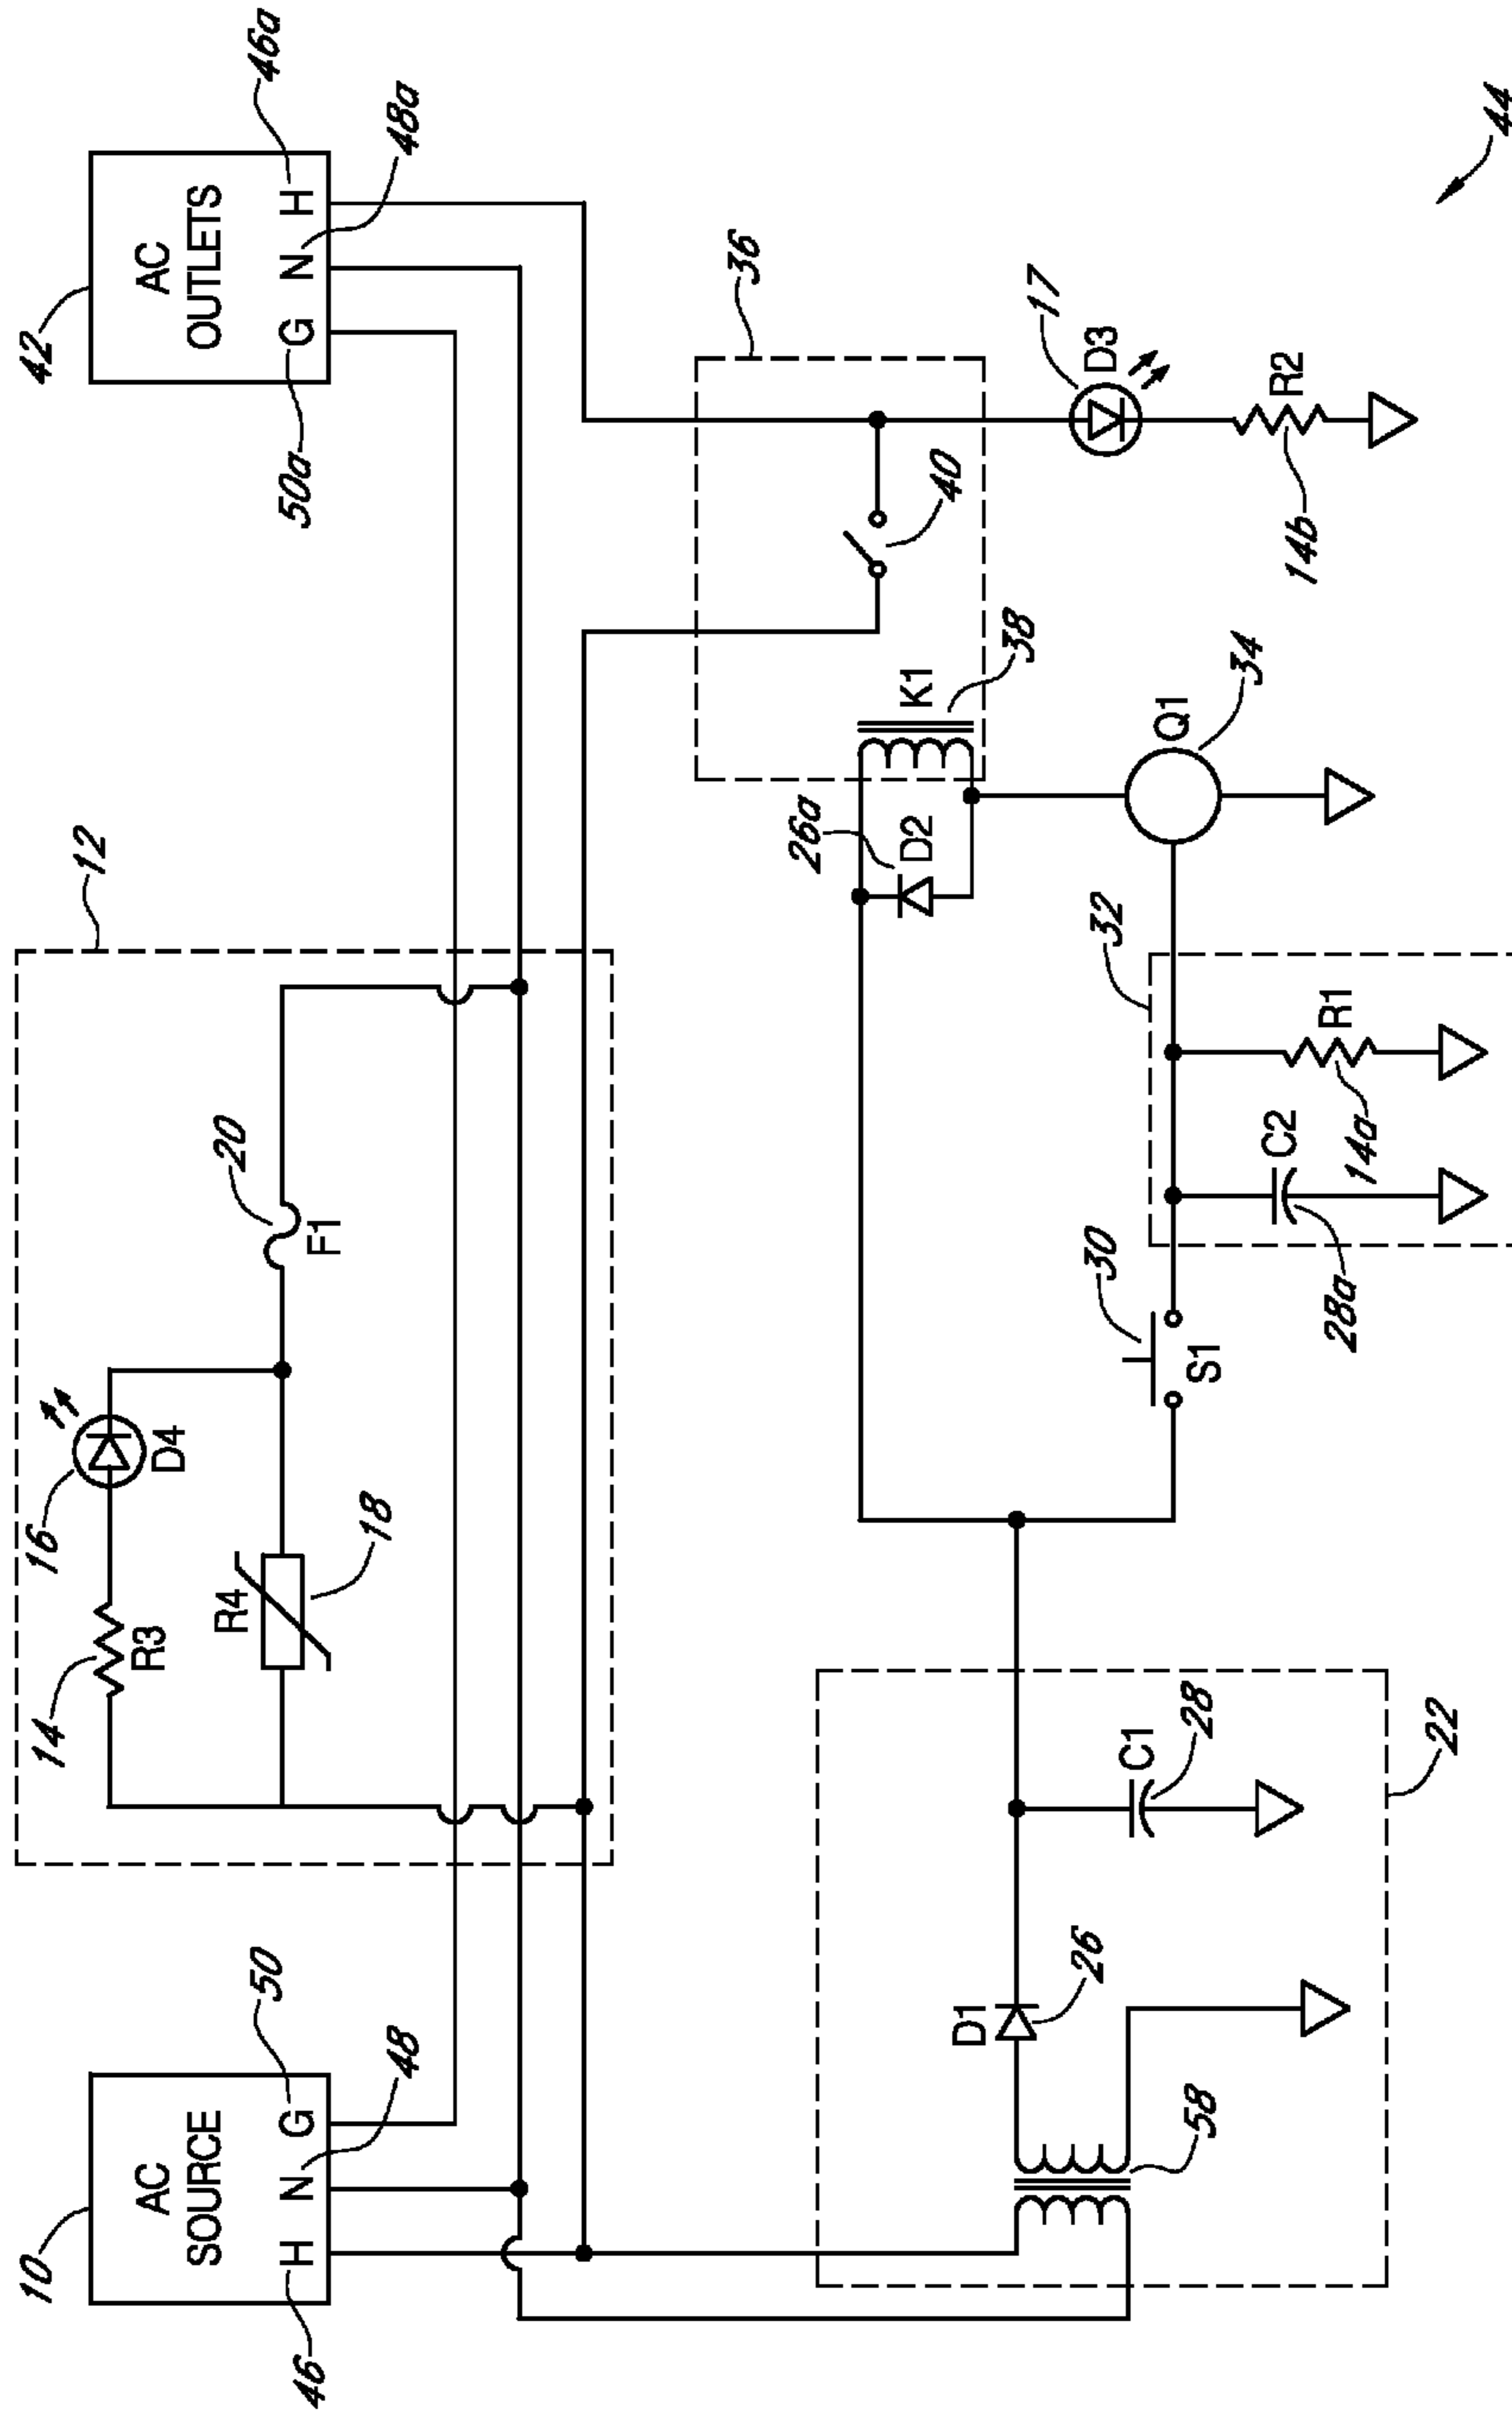 10
AC
SOURCE
H N G
46
48
50
12
14
R3
16
D4
R4
18
20
F1
42
AC
OUTLETS
G N H
50a
48a
46a
22
58
D1
26
C1
28
30
S1
32
C2
28a
R1
14a
26a
D2
K1
38
36
40
Q1
34
17
D3
R2
14b
44